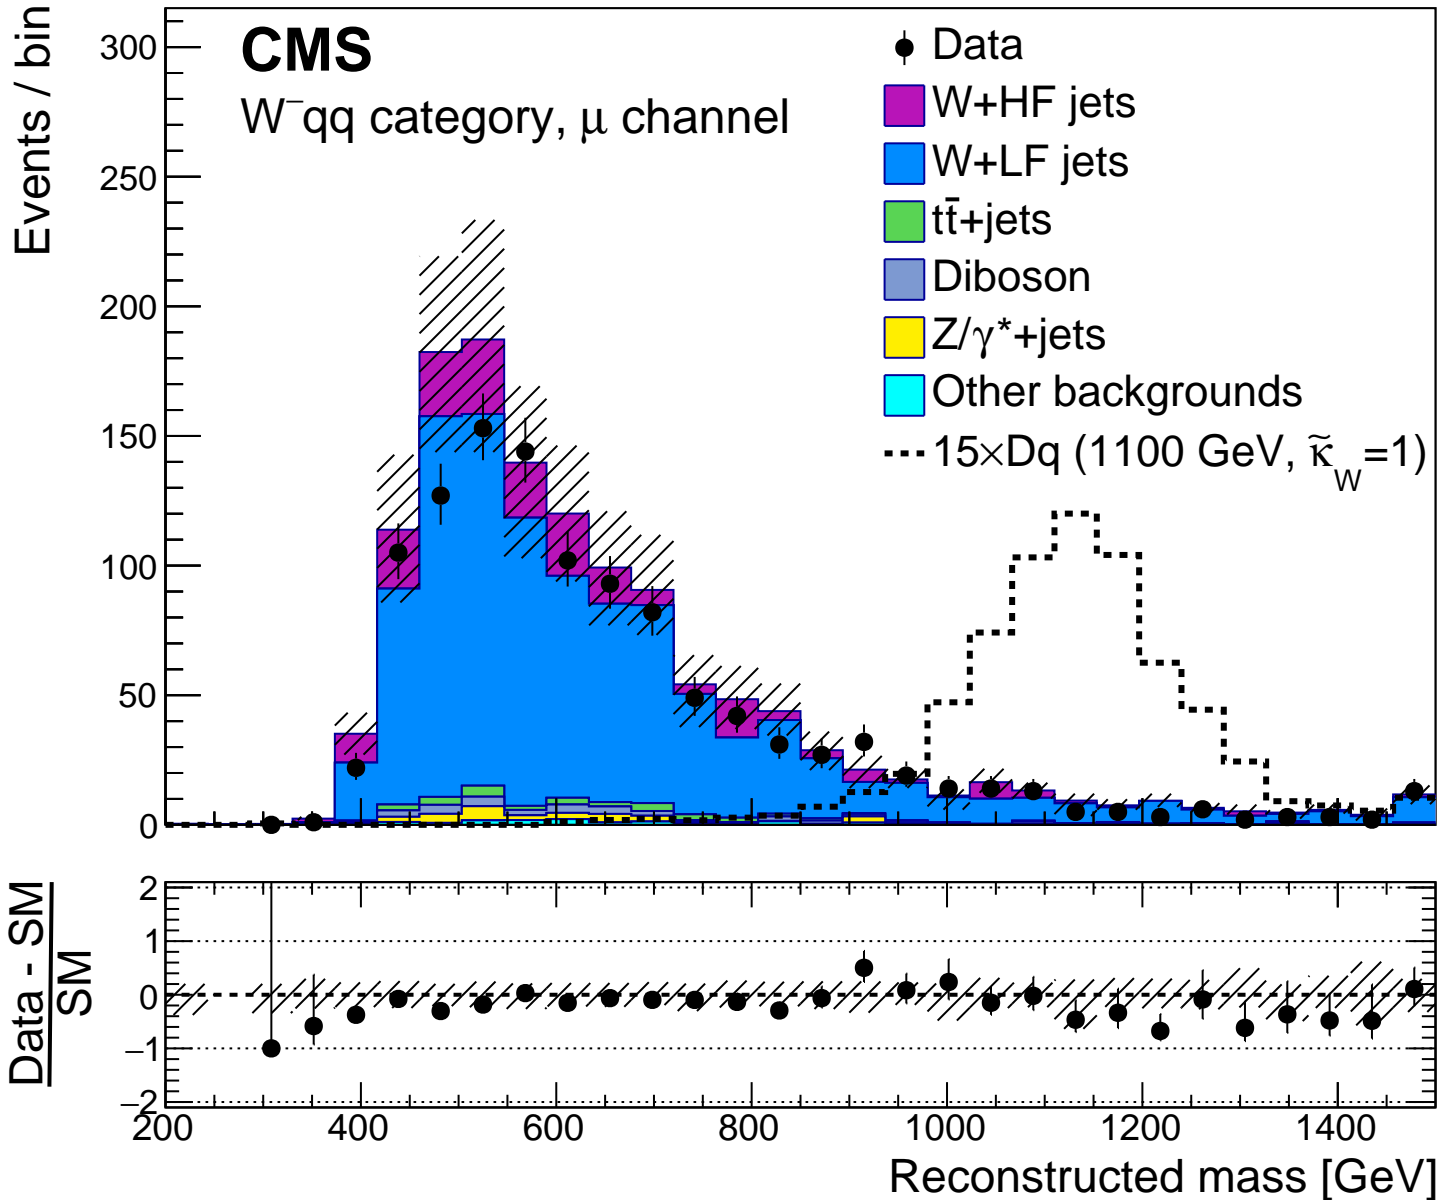 Events / bin
CMS
W⁻qq category, μ channel
Data
W+HF jets
W+LF jets
tt̄+jets
Diboson
Z/γ*+jets
Other backgrounds
15×Dq (1100 GeV, κ̃_W=1)
300
250
200
150
100
50
0
Data - SM
SM
2
1
0
−1
−2
200 400 600 800 1000 1200 1400
Reconstructed mass [GeV]